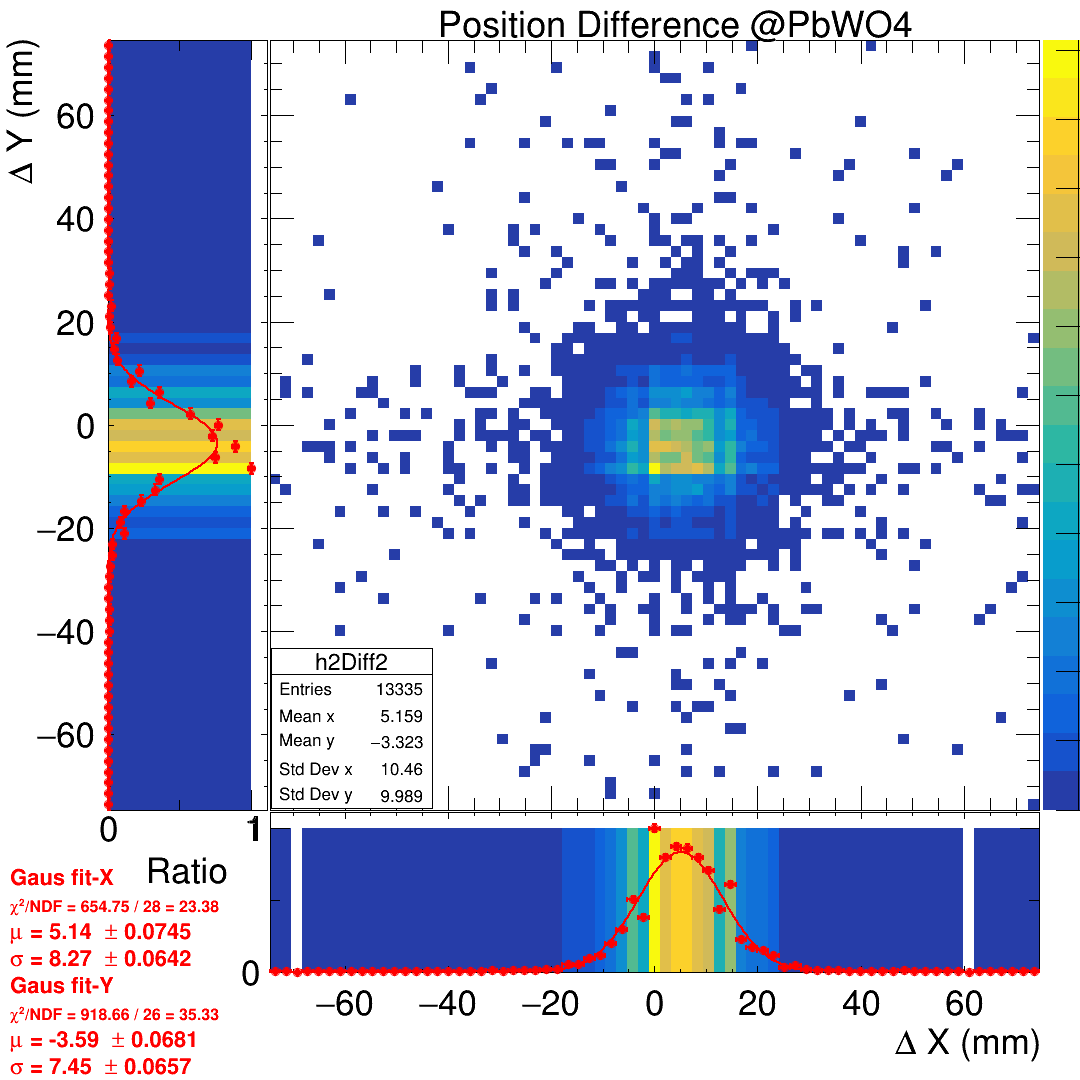 Position Difference @PbWO4
Δ Y (mm)
60
40
20
0
−20
−40
−60
h2Diff2
Entries 13335
Mean x 5.159
Mean y −3.323
Std Dev x 10.46
Std Dev y 9.989
0 1
Ratio
1
0
−60 −40 −20 0 20 40 60
Δ X (mm)
Gaus fit-X
χ²/NDF = 654.75 / 28 = 23.38
μ = 5.14 ± 0.0745
σ = 8.27 ± 0.0642
Gaus fit-Y
χ²/NDF = 918.66 / 26 = 35.33
μ = -3.59 ± 0.0681
σ = 7.45 ± 0.0657